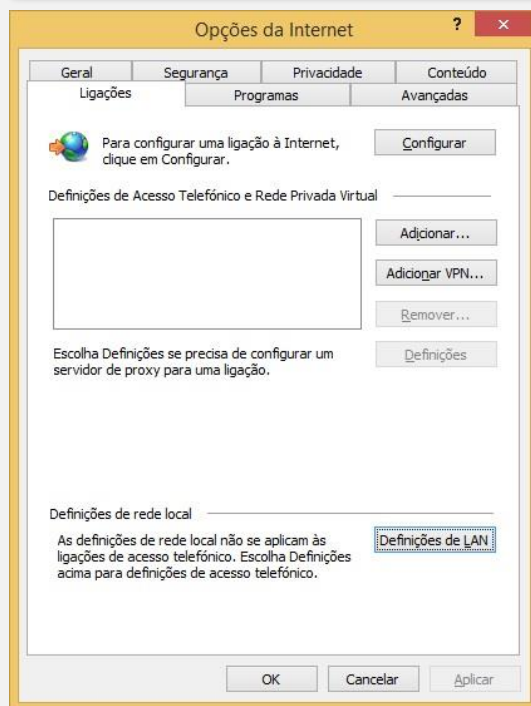 Opções da Internet
?
×
Geral Segurança Privacidade Conteúdo
Ligações Programas Avançadas
Para configurar uma ligação à Internet,
clique em Configurar.
Configurar
Definições de Acesso Telefónico e Rede Privada Virtual
Adicionar...
Adicionar VPN...
Remover...
Escolha Definições se precisa de configurar um
servidor de proxy para uma ligação.
Definições
Definições de rede local
As definições de rede local não se aplicam às
ligações de acesso telefónico. Escolha Definições
acima para definições de acesso telefónico.
Definições de LAN
OK Cancelar Aplicar